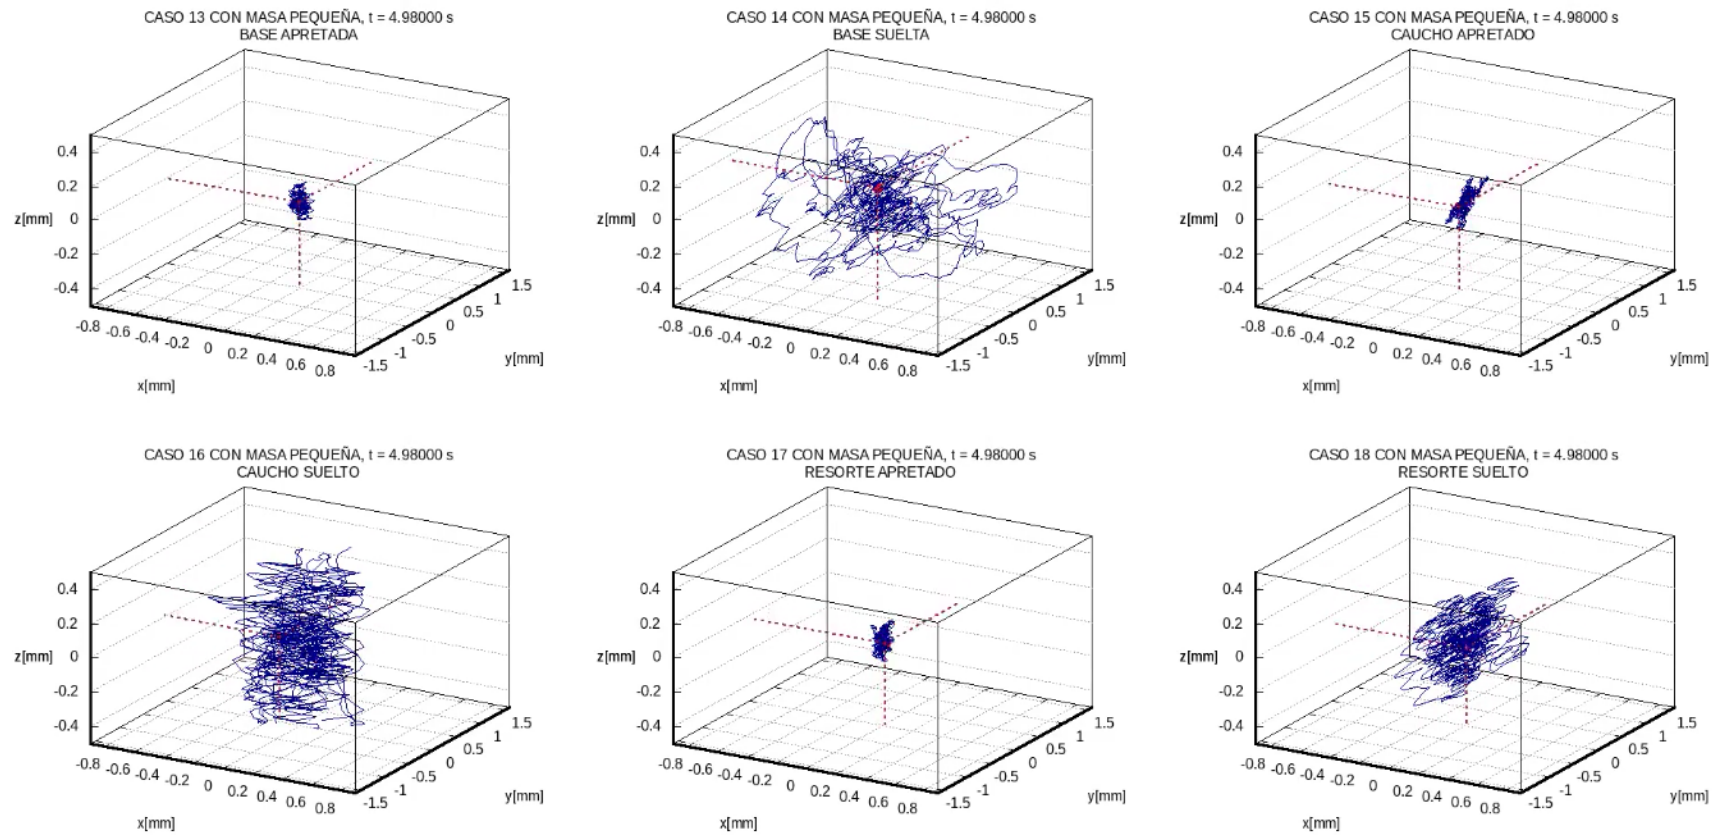 CASO 13 CON MASA PEQUEÑA, t = 4.98000 s
BASE APRETADA
0.4
0.2
z[mm] 0
-0.2
-0.4
-0.8 -0.6 -0.4 -0.2 0 0.2 0.4 0.6 0.8
x[mm]
-1.5 -1 -0.5 0 0.5 1 1.5
y[mm]
CASO 14 CON MASA PEQUEÑA, t = 4.98000 s
BASE SUELTA
0.4
0.2
z[mm] 0
-0.2
-0.4
-0.8 -0.6 -0.4 -0.2 0 0.2 0.4 0.6 0.8
x[mm]
-1.5 -1 -0.5 0 0.5 1 1.5
y[mm]
CASO 15 CON MASA PEQUEÑA, t = 4.98000 s
CAUCHO APRETADO
0.4
0.2
z[mm] 0
-0.2
-0.4
-0.8 -0.6 -0.4 -0.2 0 0.2 0.4 0.6 0.8
x[mm]
-1.5 -1 -0.5 0 0.5 1 1.5
y[mm]
CASO 16 CON MASA PEQUEÑA, t = 4.98000 s
CAUCHO SUELTO
0.4
0.2
z[mm] 0
-0.2
-0.4
-0.8 -0.6 -0.4 -0.2 0 0.2 0.4 0.6 0.8
x[mm]
-1.5 -1 -0.5 0 0.5 1 1.5
y[mm]
CASO 17 CON MASA PEQUEÑA, t = 4.98000 s
RESORTE APRETADO
0.4
0.2
z[mm] 0
-0.2
-0.4
-0.8 -0.6 -0.4 -0.2 0 0.2 0.4 0.6 0.8
x[mm]
-1.5 -1 -0.5 0 0.5 1 1.5
y[mm]
CASO 18 CON MASA PEQUEÑA, t = 4.98000 s
RESORTE SUELTO
0.4
0.2
z[mm] 0
-0.2
-0.4
-0.8 -0.6 -0.4 -0.2 0 0.2 0.4 0.6 0.8
x[mm]
-1.5 -1 -0.5 0 0.5 1 1.5
y[mm]